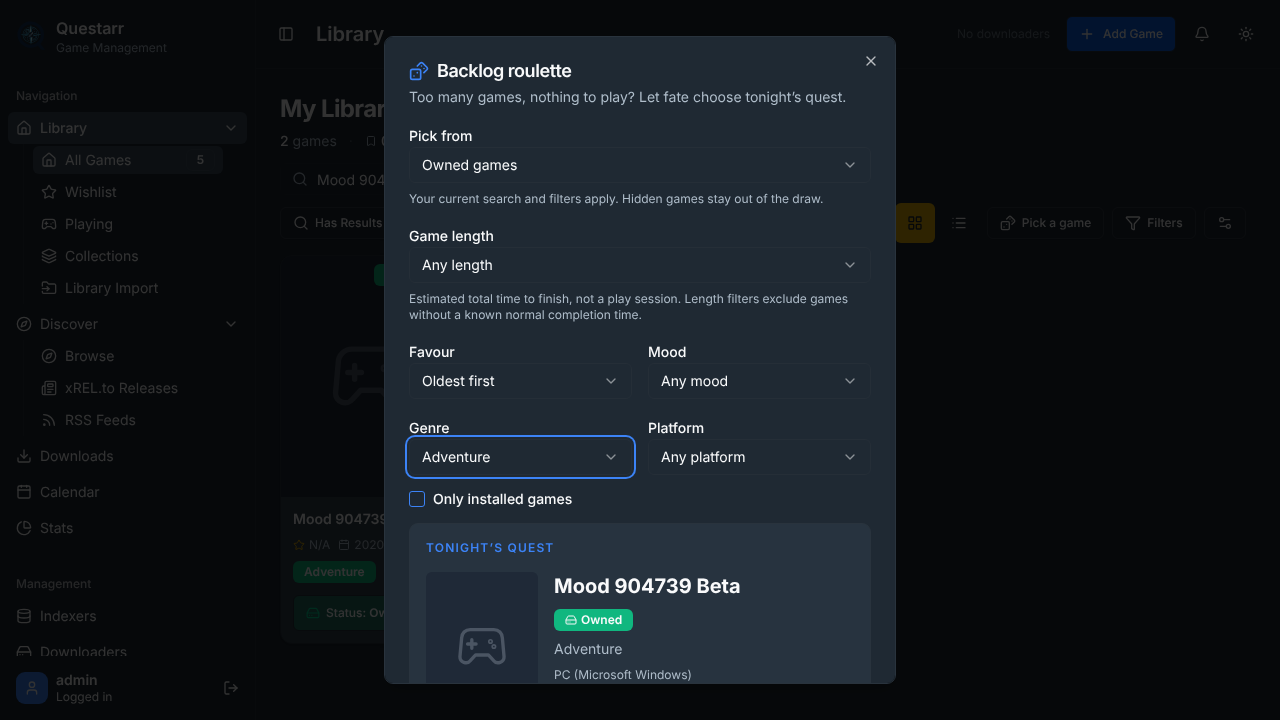 Questarr
Game Management
Library
No downloaders
Add Game
Navigation
Library
All Games 5
Wishlist
Playing
Collections
Library Import
Discover
Browse
xREL.to Releases
RSS Feeds
Downloads
Calendar
Stats
Management
Indexers
Downloaders
admin
Logged in
My Librar
2 games
Mood 904
Has Results
Pick a game
Filters
Mood 904739
N/A 2020
Adventure
Status: Ow
Backlog roulette
Too many games, nothing to play? Let fate choose tonight’s quest.
Pick from
Owned games
Your current search and filters apply. Hidden games stay out of the draw.
Game length
Any length
Estimated total time to finish, not a play session. Length filters exclude games
without a known normal completion time.
Favour Mood
Oldest first Any mood
Genre Platform
Adventure Any platform
Only installed games
TONIGHT’S QUEST
Mood 904739 Beta
Owned
Adventure
PC (Microsoft Windows)